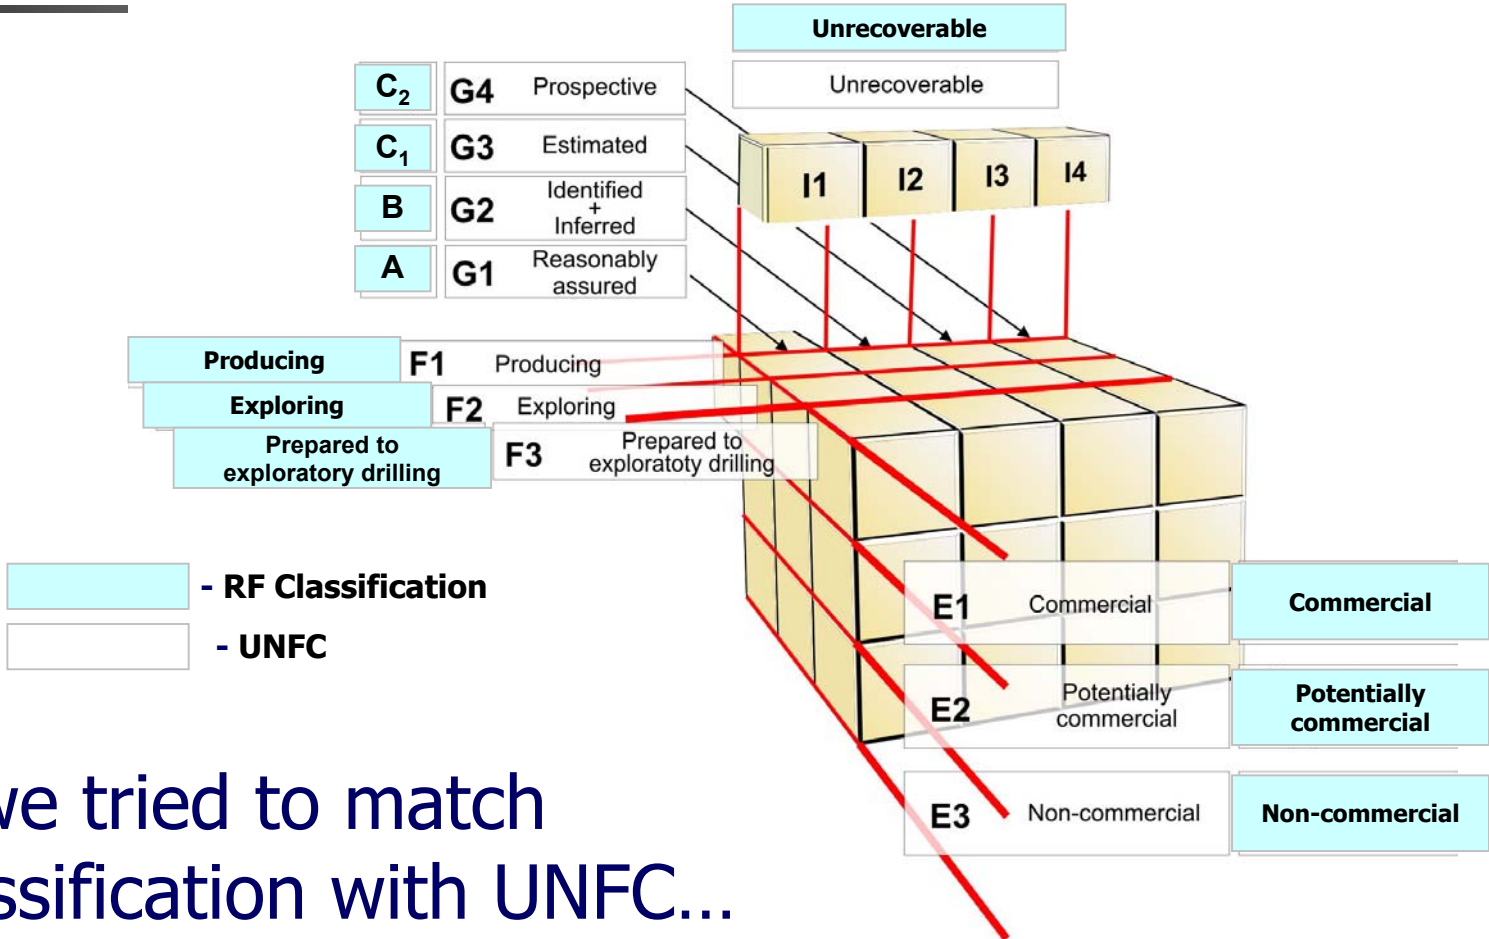 Unrecoverable
Unrecoverable
C2 G4 Prospective
C1 G3 Estimated
B G2 Identified
+
Inferred
A G1 Reasonably
assured
I1 I2 I3 I4
Producing F1 Producing
Exploring F2 Exploring
Prepared to
exploratory drilling
F3 Prepared to
exploratoty drilling
- RF Classification
- UNFC
E1 Commercial Commercial
E2 Potentially
commercial
Potentially
commercial
E3 Non-commercial Non-commercial
we tried to match
ssification with UNFC...